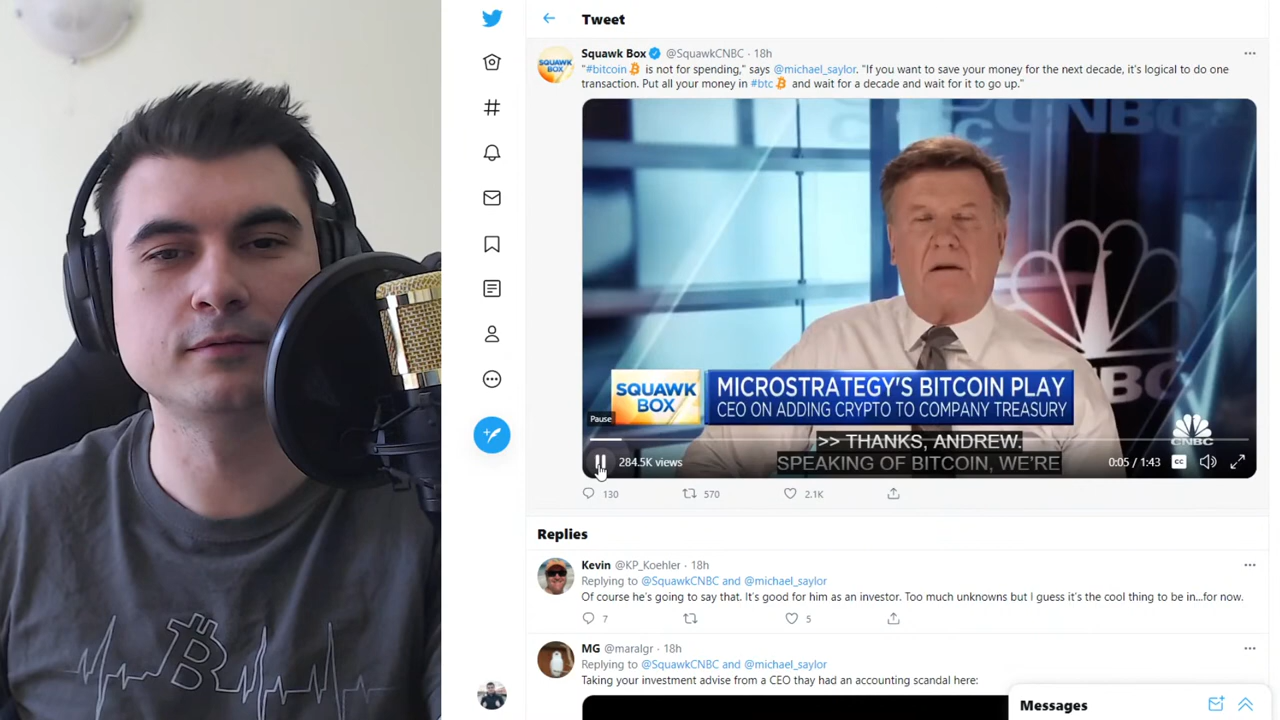 Tweet
Squawk Box @SquawkCNBC · 18h
"#bitcoin is not for spending," says @michael_saylor. "If you want to save your money for the next decade, it's logical to do one
transaction. Put all your money in #btc and wait for a decade and wait for it to go up."
CNBC
SQUAWK
BOX
MICROSTRATEGY'S BITCOIN PLAY
CEO ON ADDING CRYPTO TO COMPANY TREASURY
CNBC
Pause
>> THANKS, ANDREW.
SPEAKING OF BITCOIN, WE'RE
284.5K views
0:05 / 1:43
CC
130
570
2.1K
Replies
Kevin @KP_Koehler · 18h
Replying to @SquawkCNBC and @michael_saylor
Of course he's going to say that. It's good for him as an investor. Too much unknowns but I guess it's the cool thing to be in...for now.
7
5
MG @maralgr · 18h
Replying to @SquawkCNBC and @michael_saylor
Taking your investment advise from a CEO thay had an accounting scandal here:
Messages